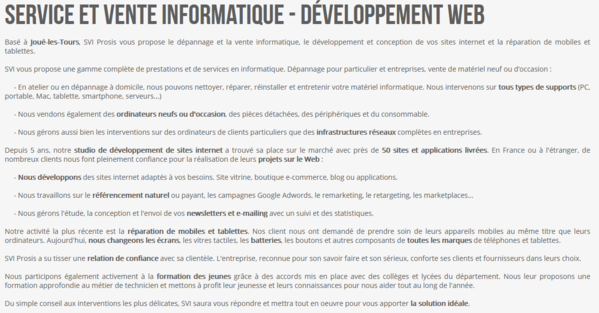 SERVICE ET VENTE INFORMATIQUE - DÉVELOPPEMENT WEB
Basé à Joué-les-Tours, SVI Prosis vous propose le dépannage et la vente informatique, le développement et conception de vos sites internet et la réparation de mobiles et
tablettes.
SVI vous propose une gamme complète de prestations et de services en informatique. Dépannage pour particulier et entreprises, vente de matériel neuf ou d'occasion :
- En atelier ou en dépannage à domicile, nous pouvons nettoyer, réparer, réinstaller et entretenir votre matériel informatique. Nous intervenons sur tous types de supports (PC,
portable, Mac, tablette, smartphone, serveurs...)
- Nous vendons également des ordinateurs neufs ou d'occasion, des pièces détachées, des périphériques et du consommable.
- Nous gérons aussi bien les interventions sur des ordinateurs de clients particuliers que des infrastructures réseaux complètes en entreprises.
Depuis 5 ans, notre studio de développement de sites internet a trouvé sa place sur le marché avec près de 50 sites et applications livrées. En France ou à l'étranger, de
nombreux clients nous font pleinement confiance pour la réalisation de leurs projets sur le Web :
- Nous développons des sites internet adaptés à vos besoins. Site vitrine, boutique e-commerce, blog ou applications.
- Nous travaillons sur le référencement naturel ou payant, les campagnes Google Adwords, le remarketing, le retargeting, les marketplaces...
- Nous gérons l'étude, la conception et l'envoi de vos newsletters et e-mailing avec un suivi et des statistiques.
Notre activité la plus récente est la réparation de mobiles et tablettes. Nos client nous ont demandé de prendre soin de leurs appareils mobiles au même titre que leurs
ordinateurs. Aujourd'hui, nous changeons les écrans, les vitres tactiles, les batteries, les boutons et autres composants de toutes les marques de téléphones et tablettes.
SVI Prosis a su tisser une relation de confiance avec sa clientèle. L'entreprise, reconnue pour son savoir faire et son sérieux, conforte ses clients et fournisseurs dans leurs choix.
Nous participons également activement à la formation des jeunes grâce à des accords mis en place avec des collèges et lycées du département. Nous leur proposons une
formation approfondie au métier de technicien et mettons à profit leur jeunesse et leurs connaissances pour nous aider tout au long de l'année.
Du simple conseil aux interventions les plus délicates, SVI saura vous répondre et mettra tout en oeuvre pour vous apporter la solution idéale.